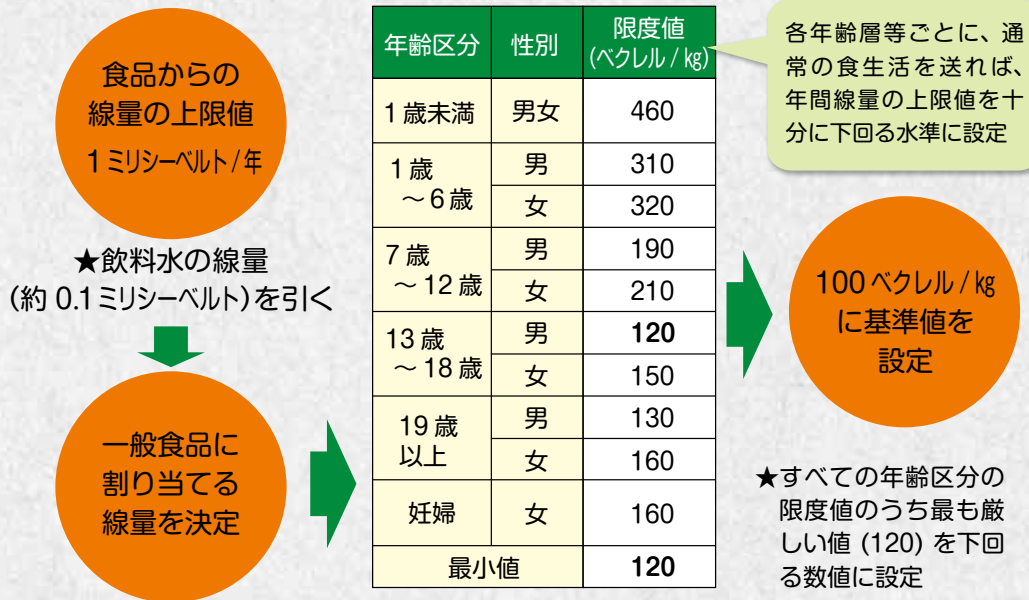 食品からの
線量の上限値
1ミリシーベルト/年
★飲料水の線量
(約 0.1ミリシーベルト)を引く
一般食品に
割り当てる
線量を決定
年齢区分 性別 限度値
(ベクレル / ㎏)
1歳未満 男女 460
1歳
～6歳
男 310
女 320
7歳
～12歳
男 190
女 210
13歳
～18歳
男 120
女 150
19歳
以上
男 130
女 160
妊婦 女 160
最小値 120
各年齢層等ごとに、通
常の食生活を送れば、
年間線量の上限値を十
分に下回る水準に設定
100ベクレル / ㎏
に基準値を
設定
★すべての年齢区分の
限度値のうち最も厳
しい値 (120) を下回
る数値に設定